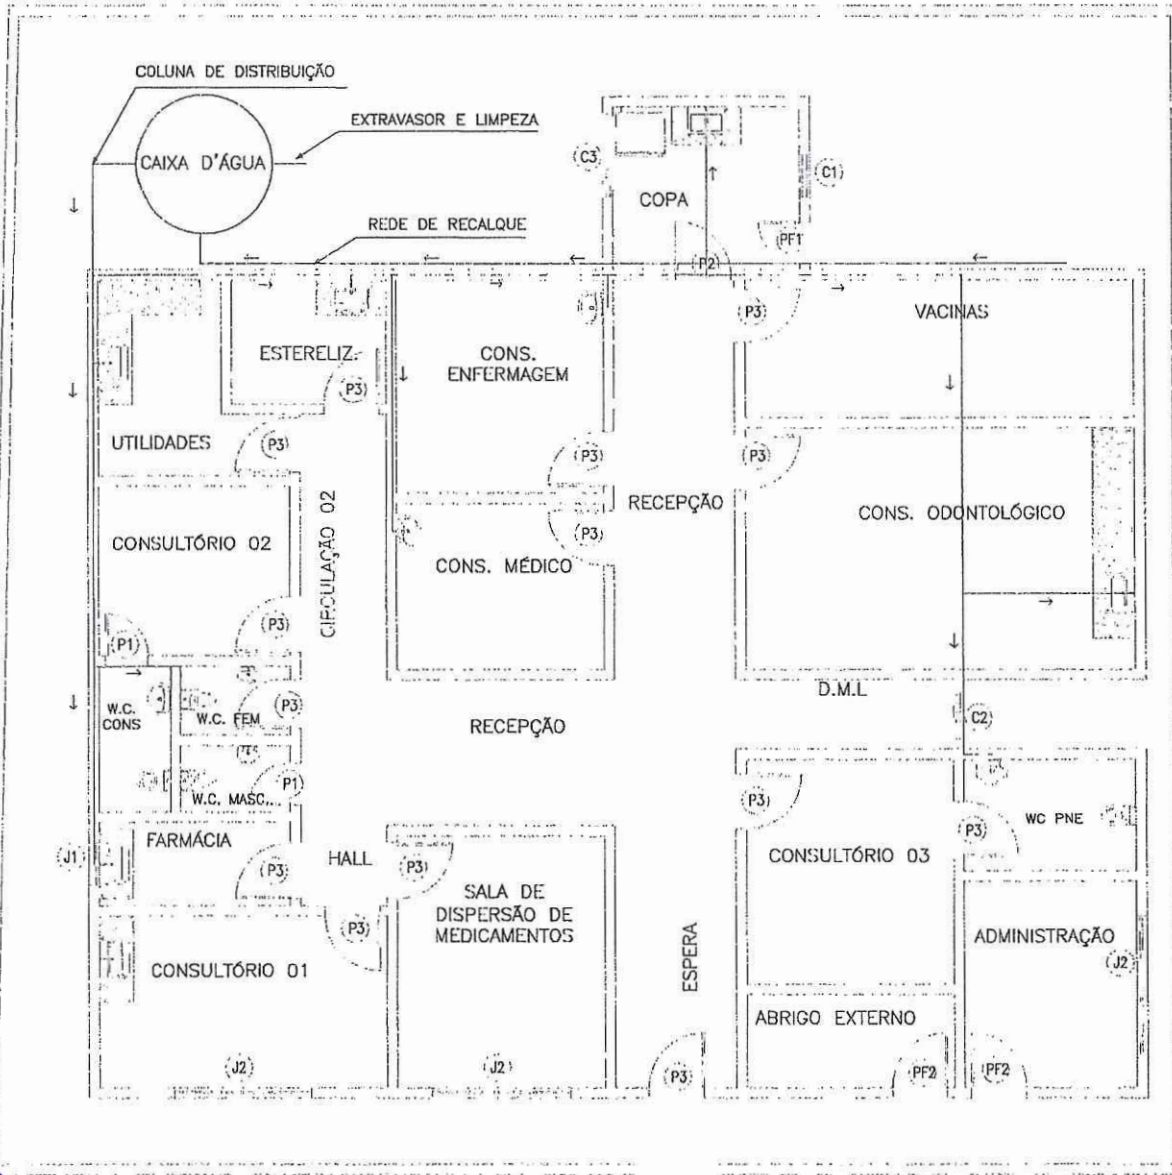 COLUNA DE DISTRIBUIÇÃO
EXTRAVASOR E LIMPEZA
CAIXA D'ÁGUA
REDE DE RECALQUE
C3
C1
COPA
PF1
P2
P3
VACINAS
ESTERELIZ.
P3
CONS.
ENFERMAGEM
UTILIDADES
P3
P3
P3
RECEPÇÃO
CONS. ODONTOLÓGICO
CONSULTÓRIO 02
CIRCULAÇÃO 02
P3
CONS. MÉDICO
P1
P3
D.M.L
W.C.
CONS
W.C. FEM
P3
RECEPÇÃO
C2
W.C. MASC.
P1
P3
WC PNE
P3
FARMÁCIA
J1
P3
HALL
P3
CONSULTÓRIO 03
SALA DE
DISPERSÃO DE
MEDICAMENTOS
P3
ESPERA
ADMINISTRAÇÃO
J2
CONSULTÓRIO 01
ABRIGO EXTERNO
J2
J2
P3
PF2
PF2